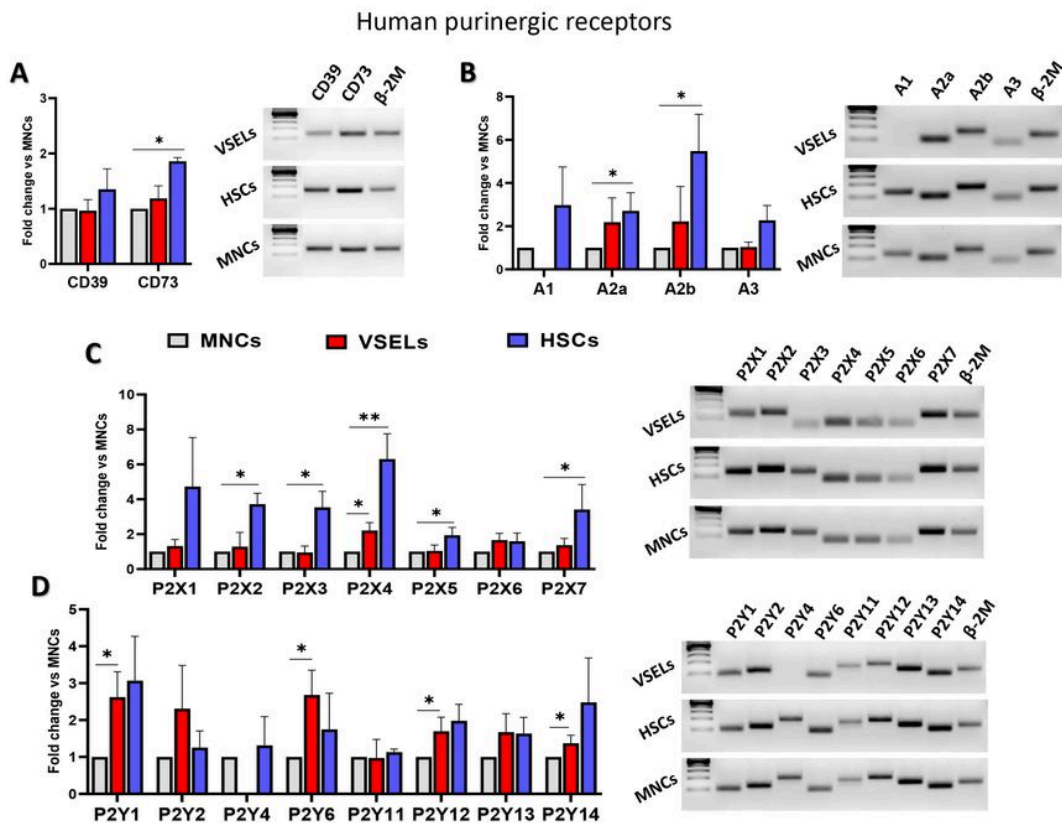 Human purinergic receptors
A
Fold change vs MNCs
3
2
1
0
*
CD39 CD73
CD39 CD73 β-2M
VSELs
HSCs
MNCs
B
Fold change vs MNCs
8
6
4
2
0
* *
A1 A2a A2b A3
A1 A2a A2b A3 β-2M
VSELs
HSCs
MNCs
MNCs VSELs HSCs
C
Fold change vs MNCs
10
8
6
4
2
0
* * * ** * *
P2X1 P2X2 P2X3 P2X4 P2X5 P2X6 P2X7
P2X1 P2X2 P2X3 P2X4 P2X5 P2X6 P2X7 β-2M
VSELs
HSCs
MNCs
D
Fold change vs MNCs
5
4
3
2
1
0
* * * *
P2Y1 P2Y2 P2Y4 P2Y6 P2Y11 P2Y12 P2Y13 P2Y14
P2Y1 P2Y2 P2Y4 P2Y6 P2Y11 P2Y12 P2Y13 P2Y14 β-2M
VSELs
HSCs
MNCs